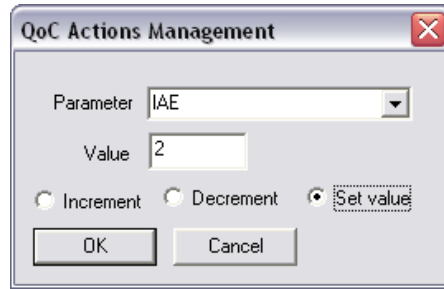 QoC Actions Management
Parameter IAE
Value 2
Increment Decrement Set value
OK Cancel